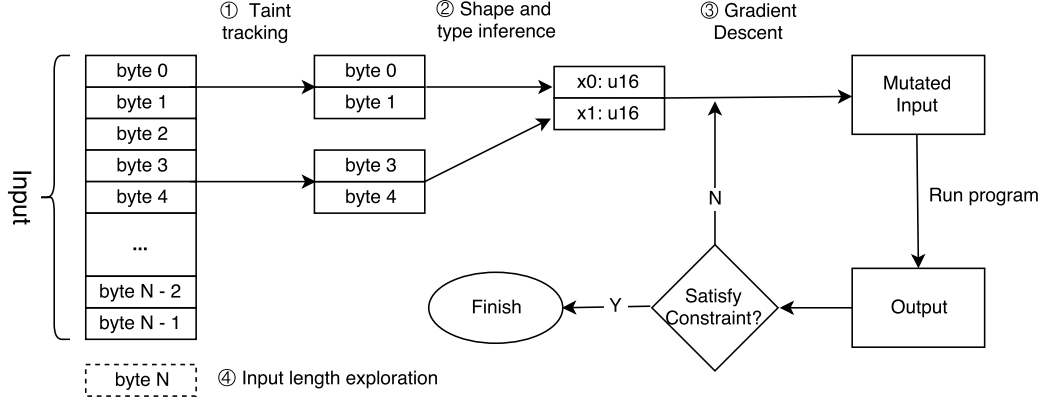 ① Taint
tracking
② Shape and
type inference
③ Gradient
Descent
Input
byte 0
byte 1
byte 2
byte 3
byte 4
...
byte N - 2
byte N - 1
byte 0
byte 1
byte 3
byte 4
x0: u16
x1: u16
Mutated
Input
Run program
Output
Satisfy
Constraint?
N
Y
Finish
byte N
④ Input length exploration